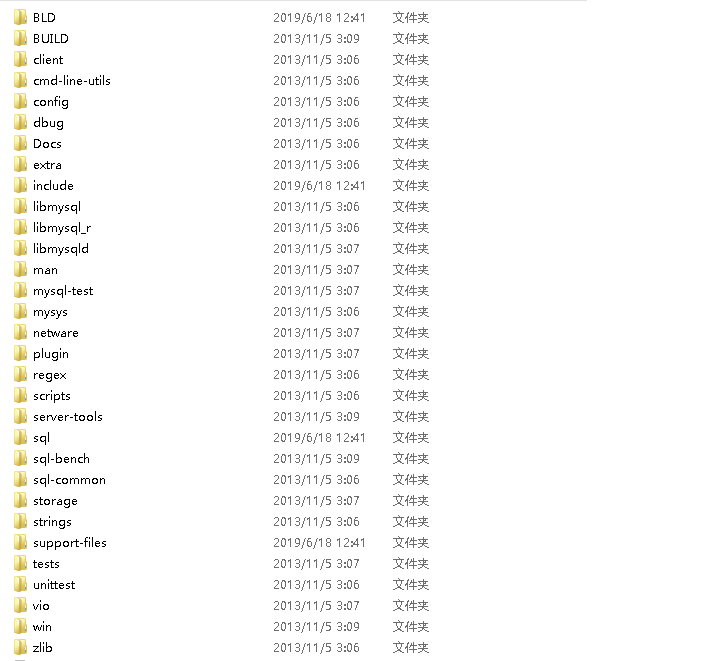 BLD 2019/6/18 12:41 文件夹
BUILD 2013/11/5 3:09 文件夹
client 2013/11/5 3:06 文件夹
cmd-line-utils 2013/11/5 3:06 文件夹
config 2013/11/5 3:06 文件夹
dbug 2013/11/5 3:06 文件夹
Docs 2013/11/5 3:06 文件夹
extra 2013/11/5 3:06 文件夹
include 2019/6/18 12:41 文件夹
libmysql 2013/11/5 3:06 文件夹
libmysql_r 2013/11/5 3:06 文件夹
libmysqld 2013/11/5 3:07 文件夹
man 2013/11/5 3:07 文件夹
mysql-test 2013/11/5 3:07 文件夹
mysys 2013/11/5 3:06 文件夹
netware 2013/11/5 3:07 文件夹
plugin 2013/11/5 3:07 文件夹
regex 2013/11/5 3:06 文件夹
scripts 2013/11/5 3:06 文件夹
server-tools 2013/11/5 3:09 文件夹
sql 2019/6/18 12:41 文件夹
sql-bench 2013/11/5 3:09 文件夹
sql-common 2013/11/5 3:06 文件夹
storage 2013/11/5 3:07 文件夹
strings 2013/11/5 3:06 文件夹
support-files 2019/6/18 12:41 文件夹
tests 2013/11/5 3:07 文件夹
unittest 2013/11/5 3:06 文件夹
vio 2013/11/5 3:07 文件夹
win 2013/11/5 3:09 文件夹
zlib 2013/11/5 3:06 文件夹